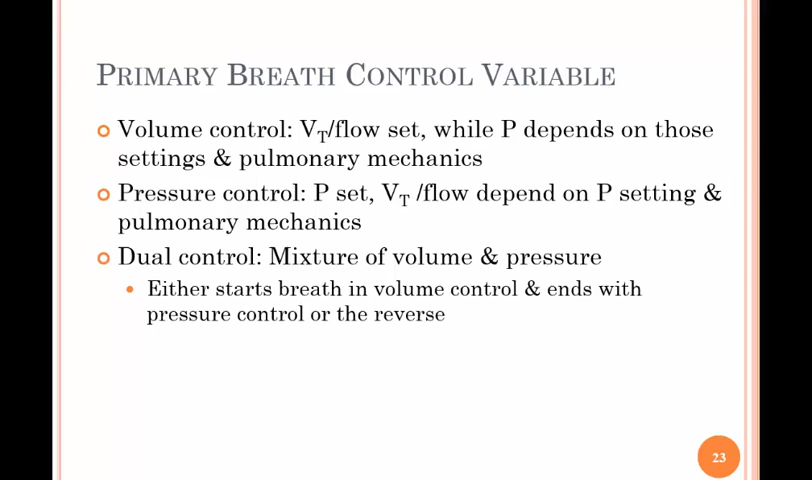 PRIMARY BREATH CONTROL VARIABLE
Volume control: VT/flow set, while P depends on those
settings & pulmonary mechanics
Pressure control: P set, VT /flow depend on P setting &
pulmonary mechanics
Dual control: Mixture of volume & pressure
Either starts breath in volume control & ends with
pressure control or the reverse
23